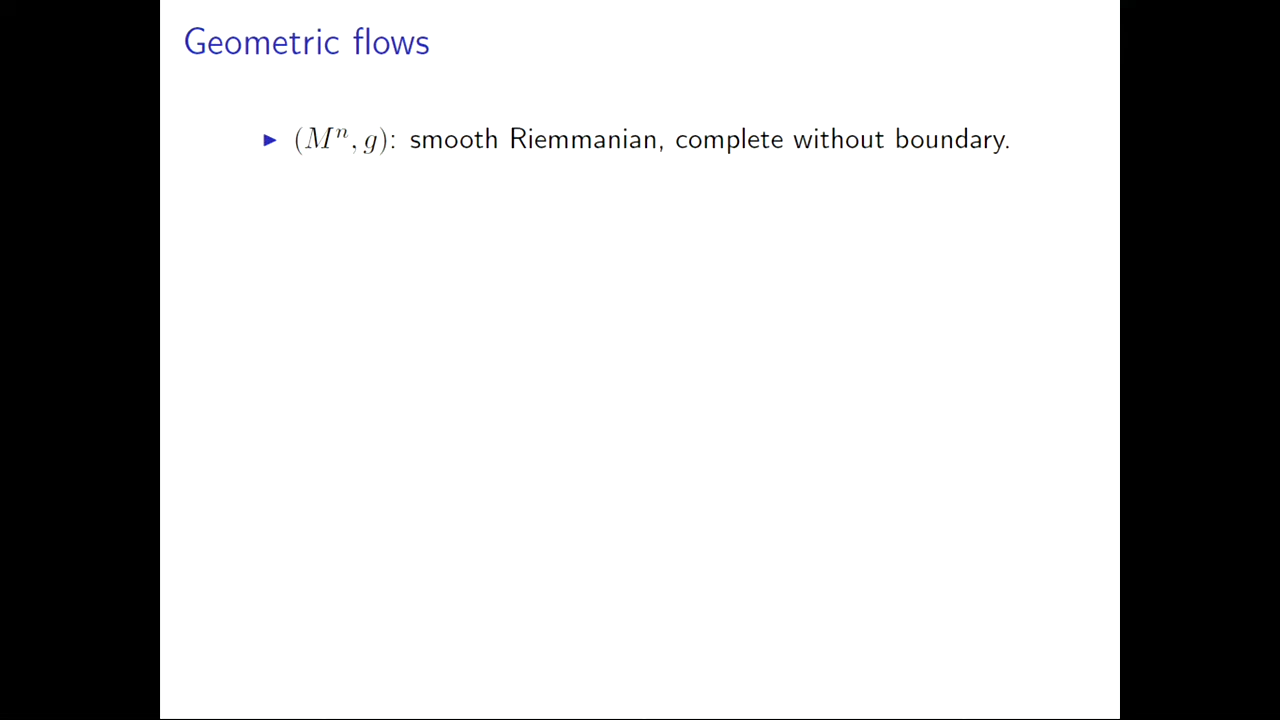 Geometric flows
▶ (Mⁿ, g): smooth Riemmanian, complete without boundary.